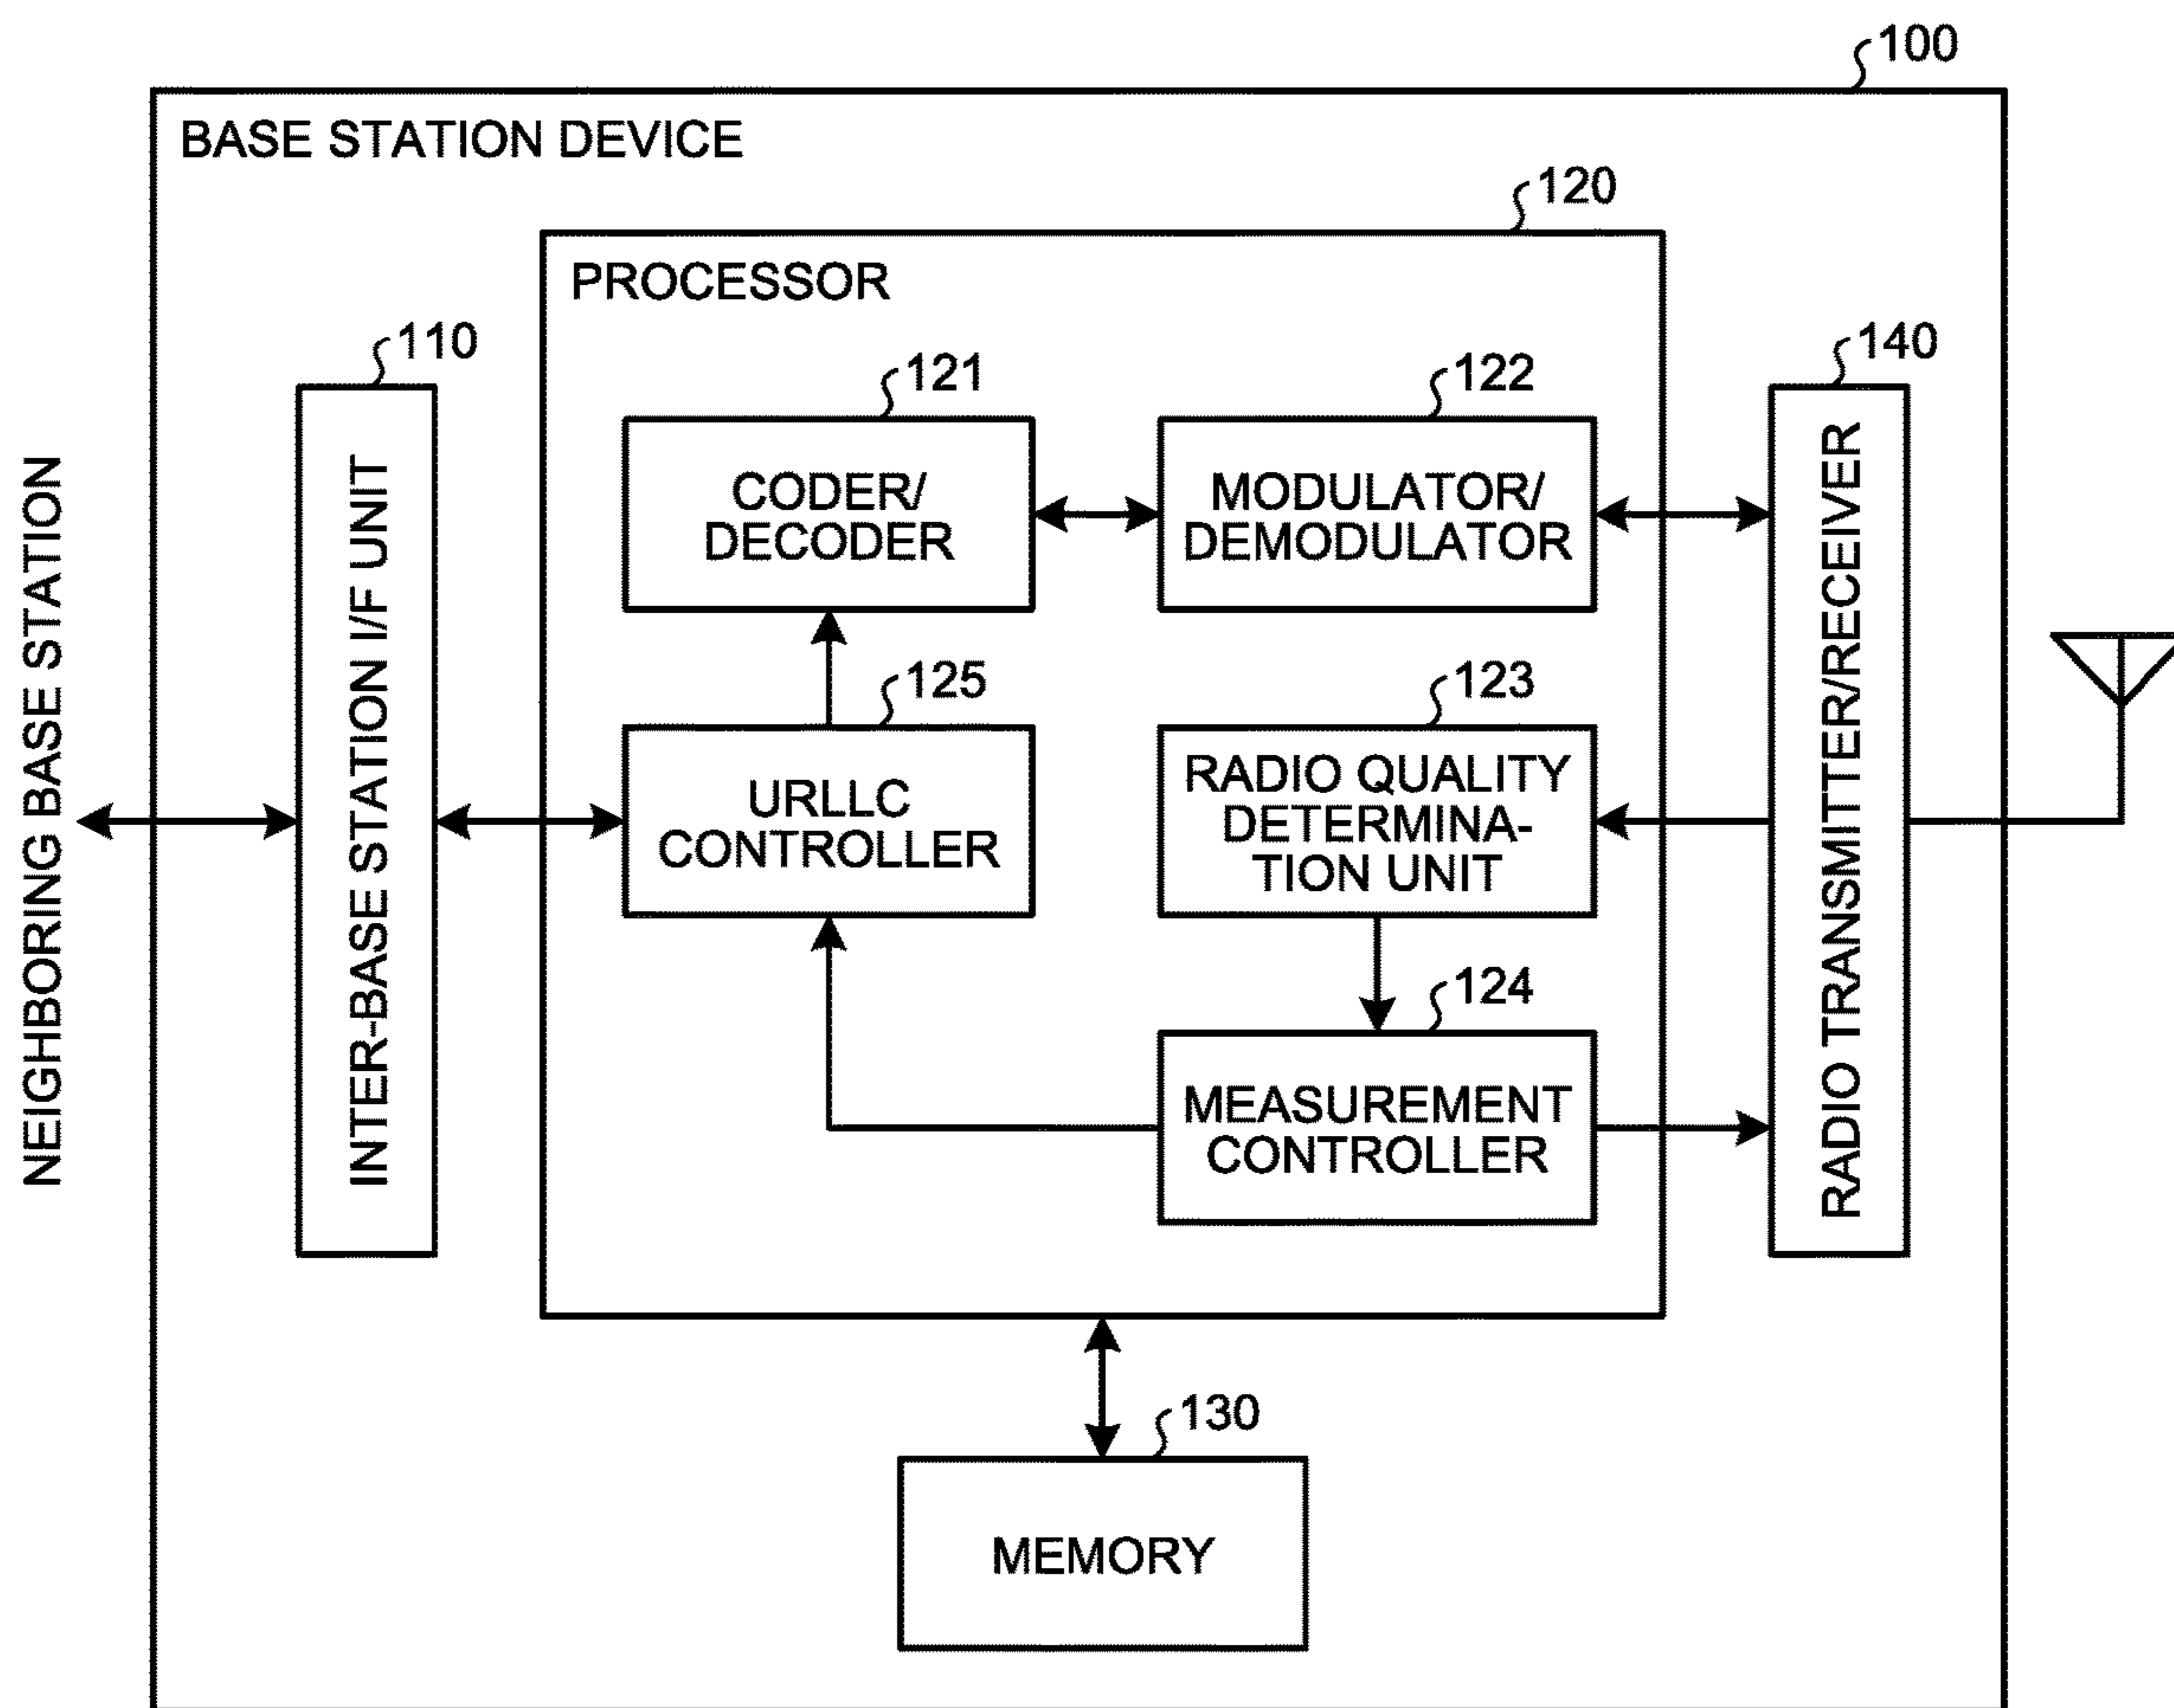 100
BASE STATION DEVICE
120
PROCESSOR
110
140
121
122
CODER/
DECODER
MODULATOR/
DEMODULATOR
NEIGHBORING BASE STATION
INTER-BASE STATION I/F UNIT
RADIO TRANSMITTER/RECEIVER
125
123
URLLC
CONTROLLER
RADIO QUALITY
DETERMINA-
TION UNIT
124
MEASUREMENT
CONTROLLER
130
MEMORY